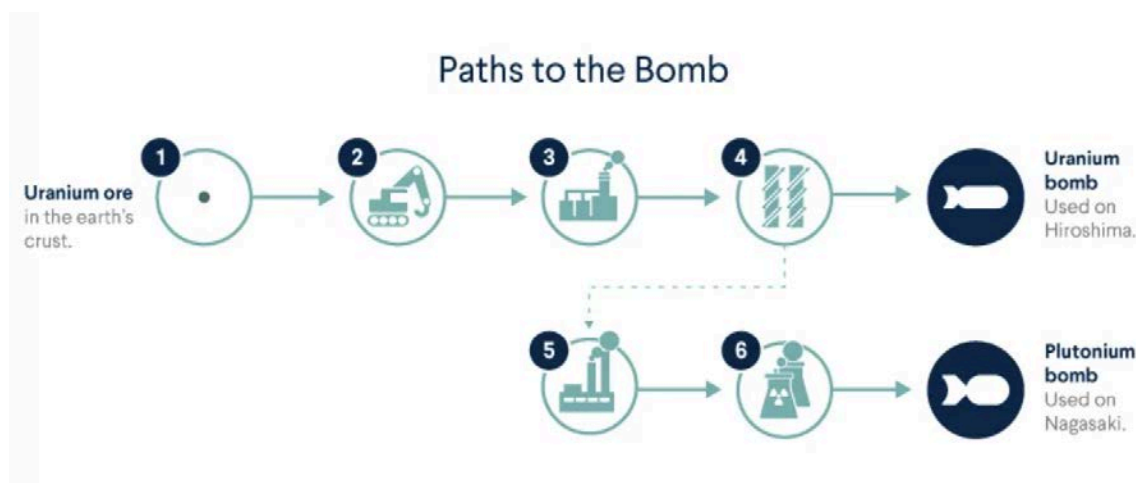 Paths to the Bomb
1
2
3
4
Uranium ore
in the earth's
crust.
Uranium
bomb
Used on
Hiroshima.
5
6
Plutonium
bomb
Used on
Nagasaki.